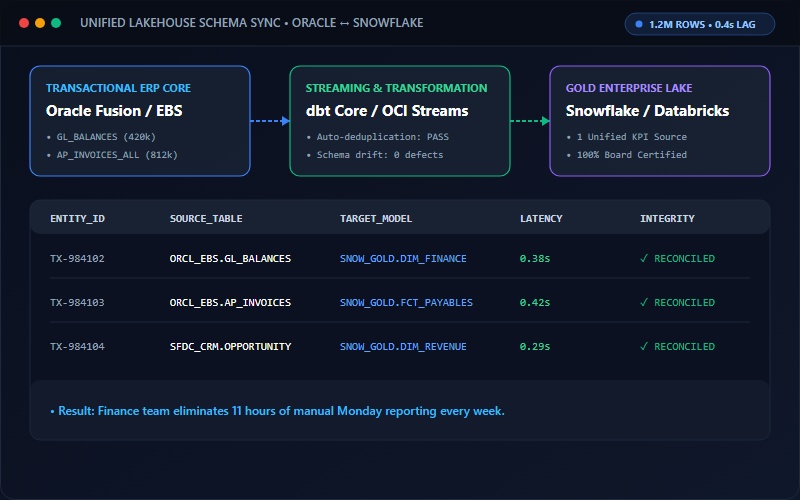 UNIFIED LAKEHOUSE SCHEMA SYNC • ORACLE ↔ SNOWFLAKE
1.2M ROWS • 0.4s LAG
TRANSACTIONAL ERP CORE
Oracle Fusion / EBS
• GL_BALANCES (420k)
• AP_INVOICES_ALL (812k)
STREAMING & TRANSFORMATION
dbt Core / OCI Streams
• Auto-deduplication: PASS
• Schema drift: 0 defects
GOLD ENTERPRISE LAKE
Snowflake / Databricks
• 1 Unified KPI Source
• 100% Board Certified
ENTITY_ID SOURCE_TABLE TARGET_MODEL LATENCY INTEGRITY
TX-984102 ORCL_EBS.GL_BALANCES SNOW_GOLD.DIM_FINANCE 0.38s ✓ RECONCILED
TX-984103 ORCL_EBS.AP_INVOICES SNOW_GOLD.FCT_PAYABLES 0.42s ✓ RECONCILED
TX-984104 SFDC_CRM.OPPORTUNITY SNOW_GOLD.DIM_REVENUE 0.29s ✓ RECONCILED
• Result: Finance team eliminates 11 hours of manual Monday reporting every week.